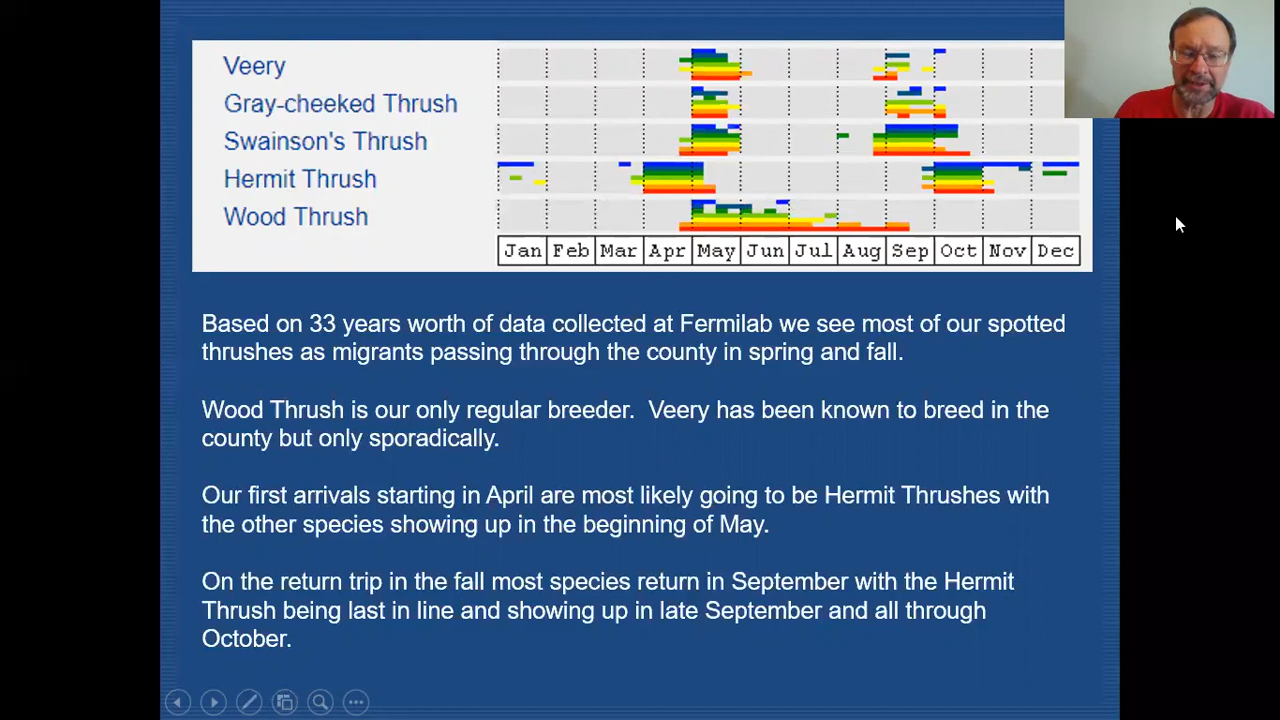 Veery
Gray-cheeked Thrush
Swainson's Thrush
Hermit Thrush
Wood Thrush
Jan Feb Mar Apr May Jun Jul Aug Sep Oct Nov Dec
Based on 33 years worth of data collected at Fermilab we see most of our spotted
thrushes as migrants passing through the county in spring and fall.
Wood Thrush is our only regular breeder. Veery has been known to breed in the
county but only sporadically.
Our first arrivals starting in April are most likely going to be Hermit Thrushes with
the other species showing up in the beginning of May.
On the return trip in the fall most species return in September with the Hermit
Thrush being last in line and showing up in late September and all through
October.